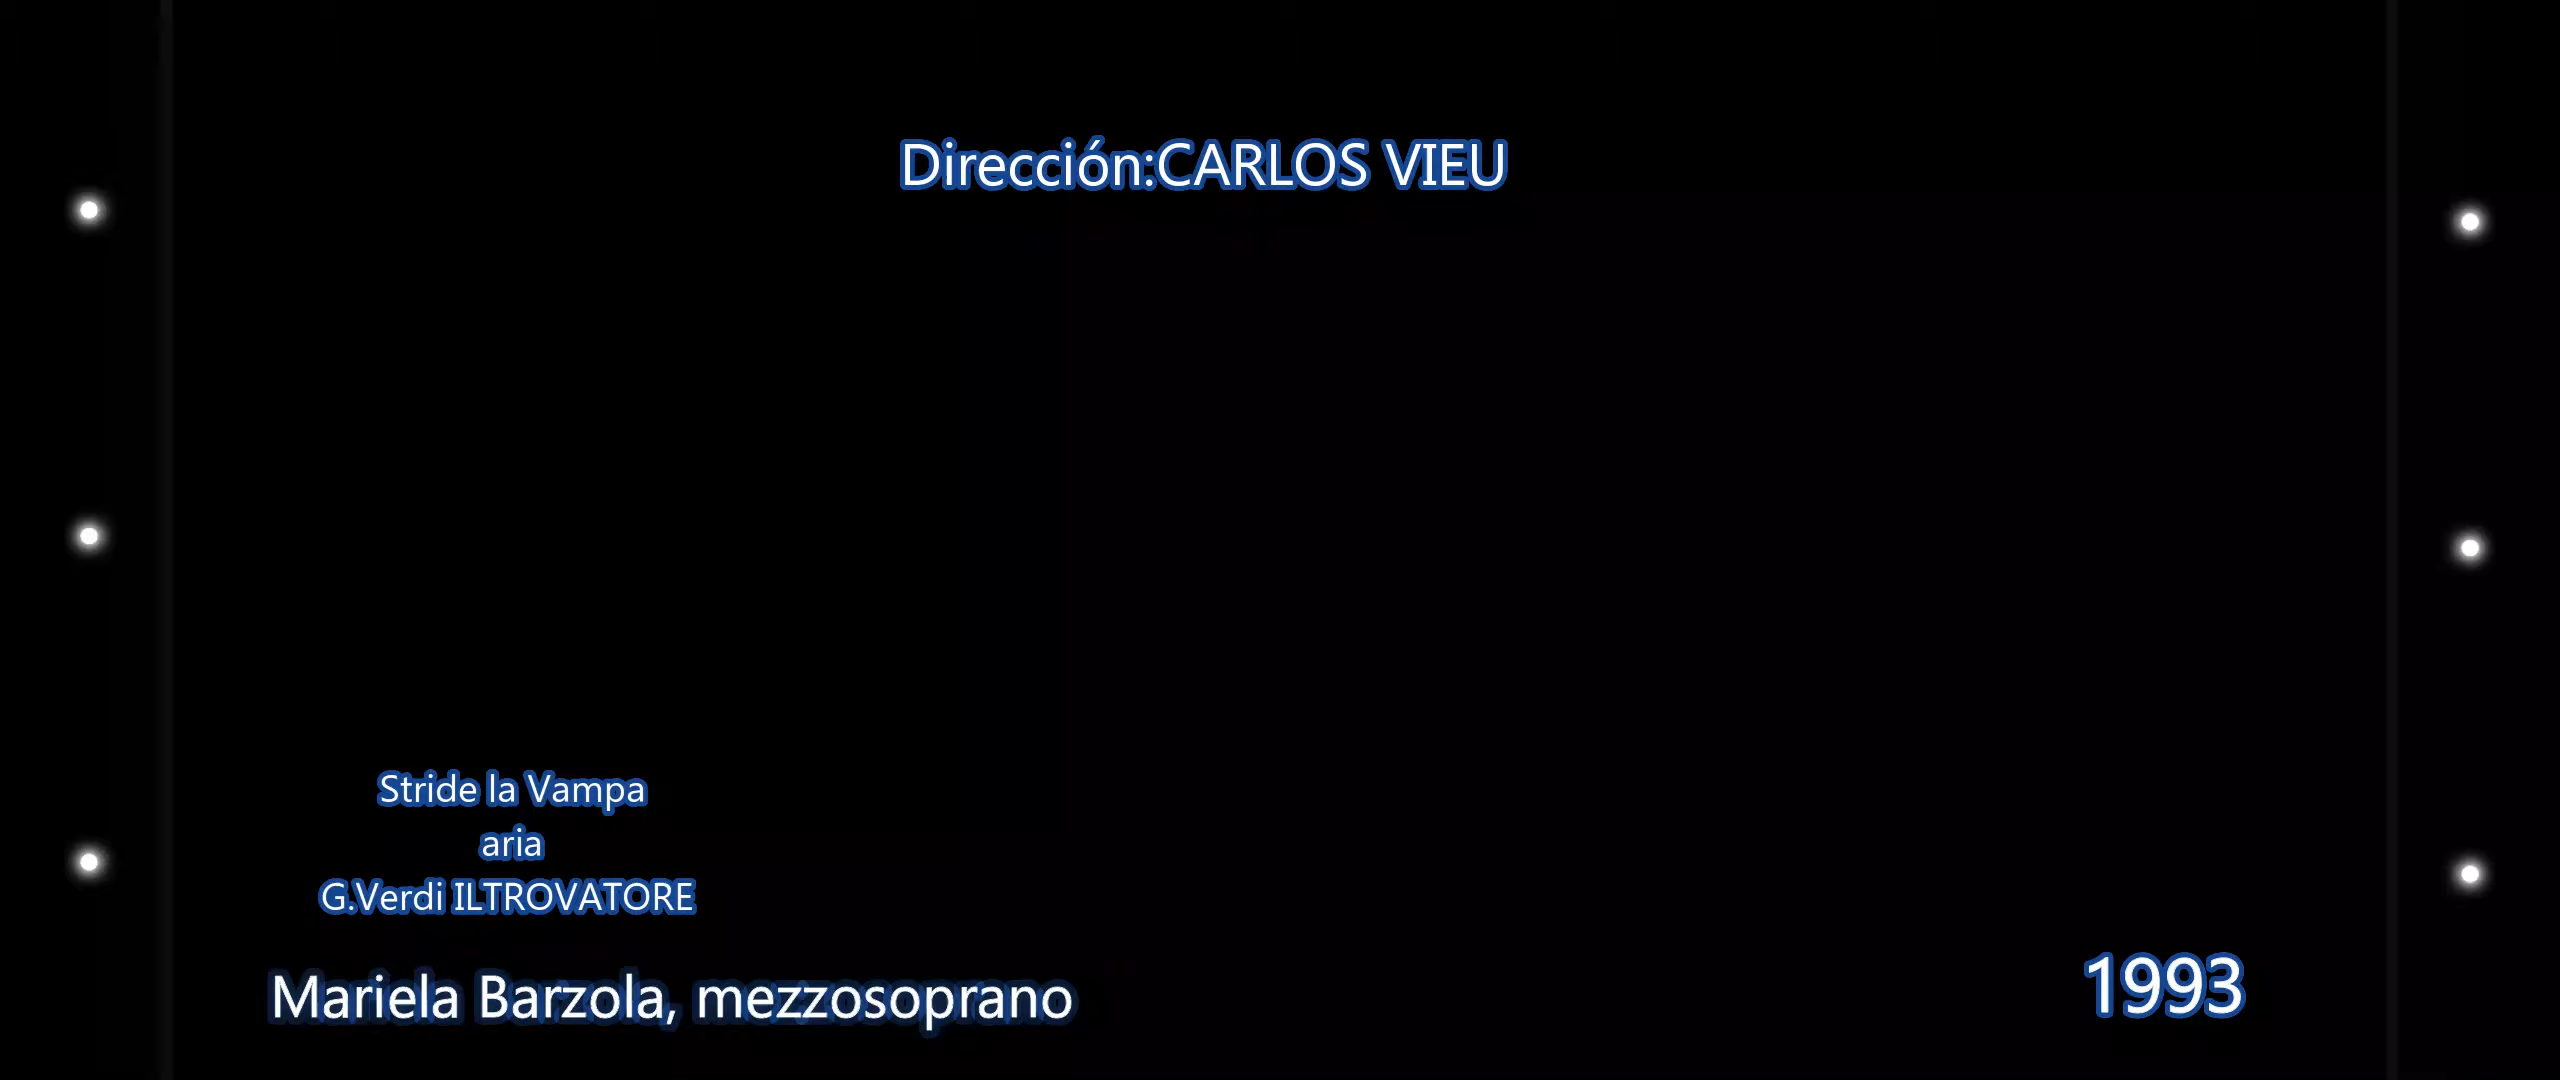 Dirección:CARLOS VIEU
Stride la Vampa
aria
G.Verdi ILTROVATORE
Mariela Barzola, mezzosoprano
1993